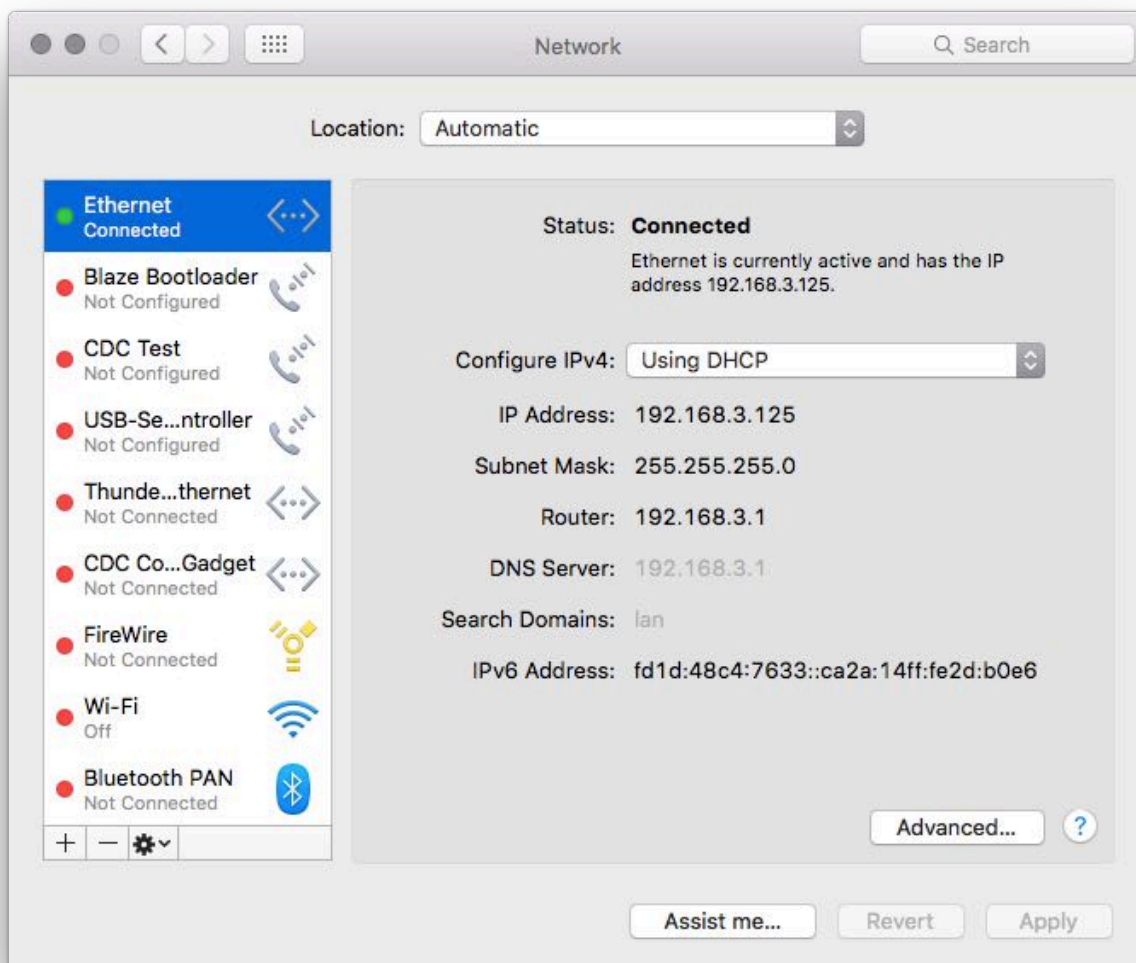 Network
Search
Location: Automatic
Ethernet
Connected
Blaze Bootloader
Not Configured
CDC Test
Not Configured
USB-Se...ntroller
Not Configured
Thunde...thernet
Not Connected
CDC Co...Gadget
Not Connected
FireWire
Not Connected
Wi-Fi
Off
Bluetooth PAN
Not Connected
Status: Connected
Ethernet is currently active and has the IP
address 192.168.3.125.
Configure IPv4: Using DHCP
IP Address: 192.168.3.125
Subnet Mask: 255.255.255.0
Router: 192.168.3.1
DNS Server: 192.168.3.1
Search Domains: lan
IPv6 Address: fd1d:48c4:7633::ca2a:14ff:fe2d:b0e6
Advanced... ?
Assist me... Revert Apply